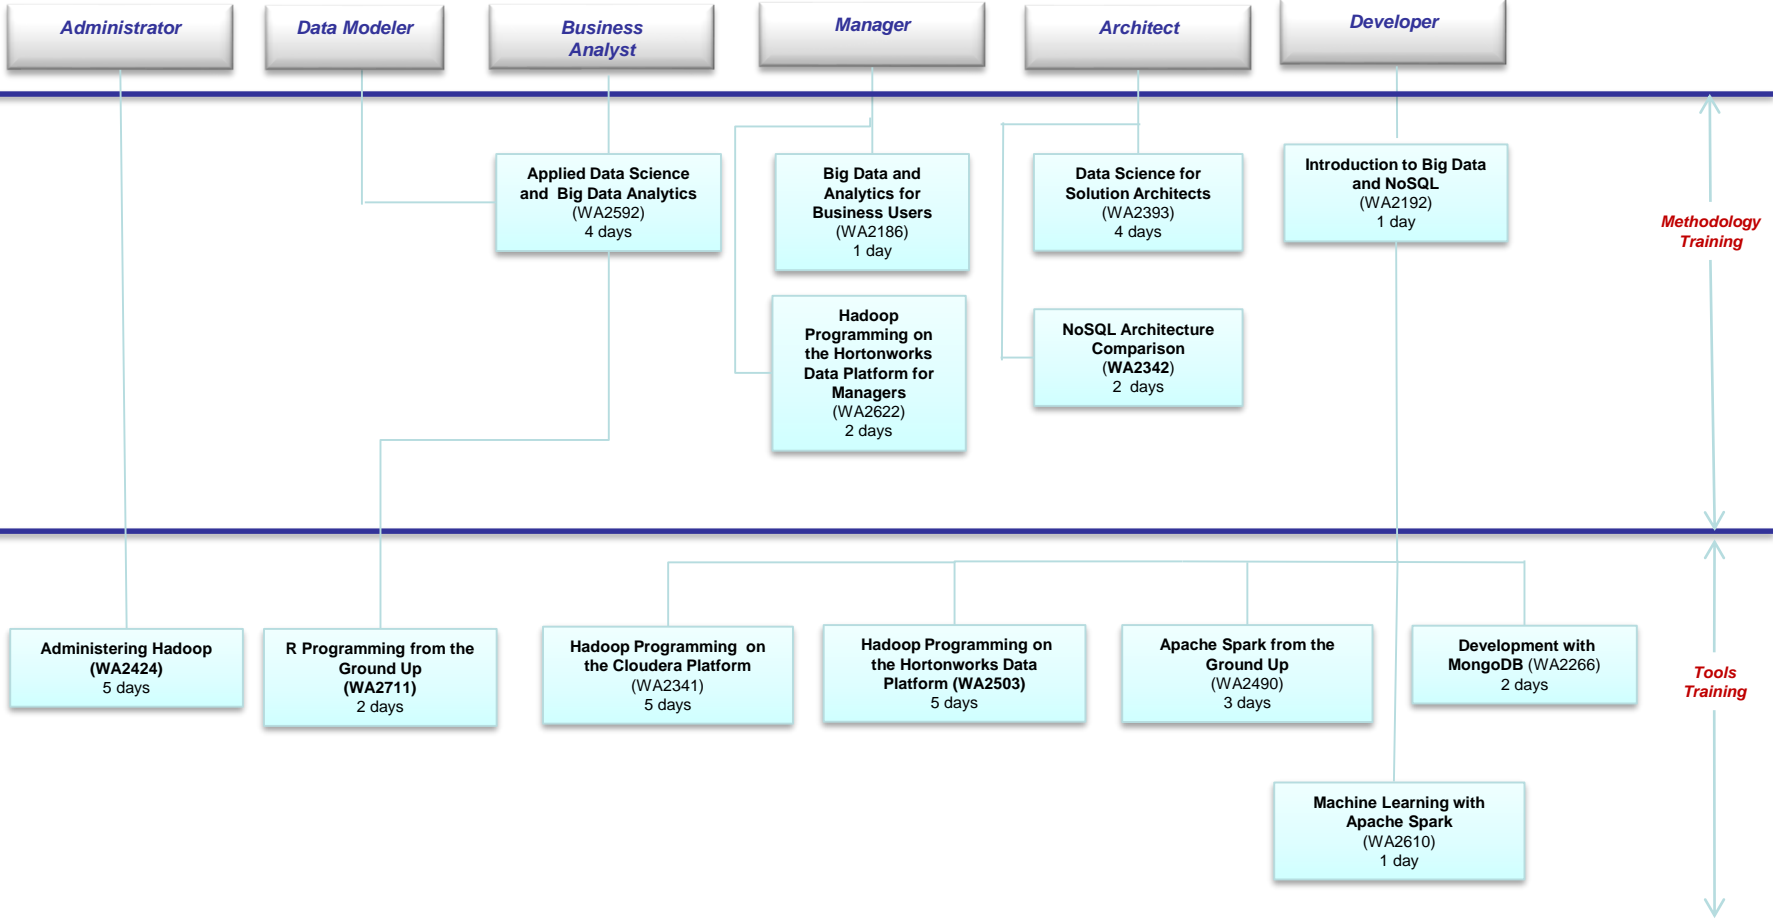 Administrator
Data Modeler
Business
Analyst
Manager
Architect
Developer
Applied Data Science
and Big Data Analytics
(WA2592)
4 days
Big Data and
Analytics for
Business Users
(WA2186)
1 day
Data Science for
Solution Architects
(WA2393)
4 days
Introduction to Big Data
and NoSQL
(WA2192)
1 day
Methodology
Training
Hadoop
Programming on
the Hortonworks
Data Platform for
Managers
(WA2622)
2 days
NoSQL Architecture
Comparison
(WA2342)
2 days
Administering Hadoop
(WA2424)
5 days
R Programming from the
Ground Up
(WA2711)
2 days
Hadoop Programming on
the Cloudera Platform
(WA2341)
5 days
Hadoop Programming on
the Hortonworks Data
Platform (WA2503)
5 days
Apache Spark from the
Ground Up
(WA2490)
3 days
Development with
MongoDB (WA2266)
2 days
Tools
Training
Machine Learning with
Apache Spark
(WA2610)
1 day